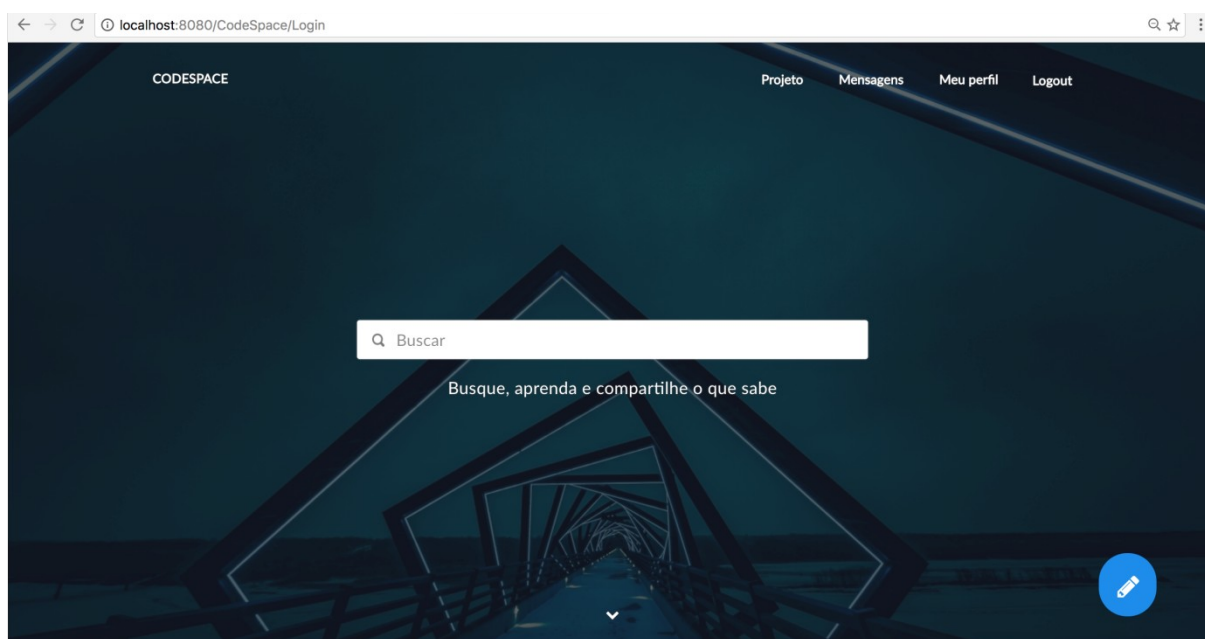 localhost:8080/CodeSpace/Login
CODESPACE
Projeto
Mensagens
Meu perfil
Logout
Buscar
Busque, aprenda e compartilhe o que sabe